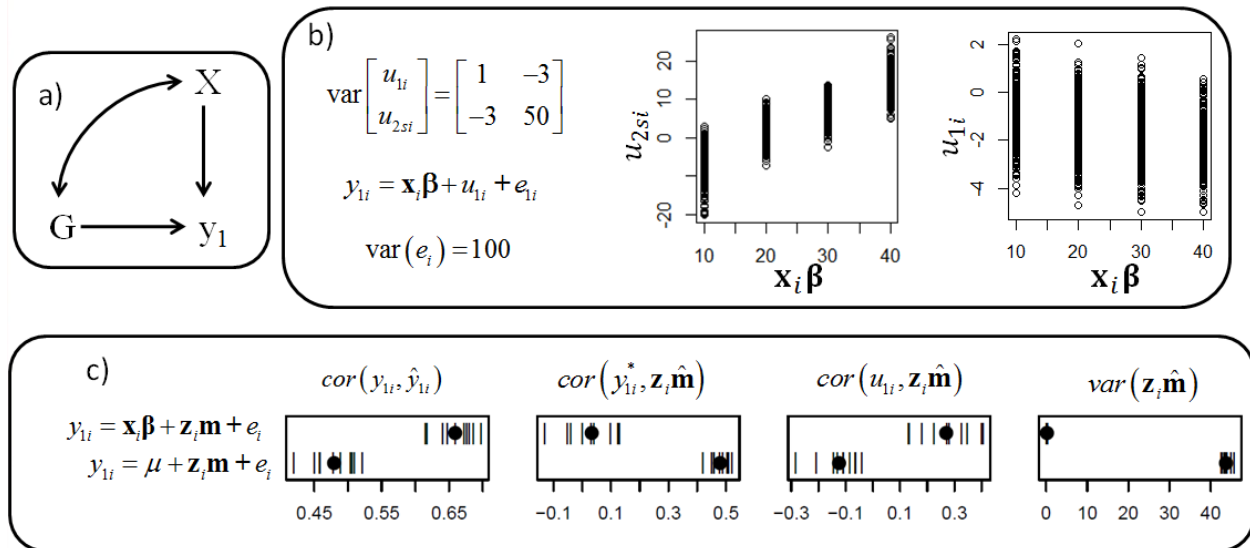 a)
X
G
y₁
b)
var[u₁ᵢ u₂ₛᵢ] = [1 −3 −3 50]
y₁ᵢ = xᵢβ + u₁ᵢ + e₁ᵢ
var(eᵢ) = 100
u₂ₛᵢ
20
10
0
−20
10 20 30 40
xᵢβ
u₁ᵢ
2
0
−2
−4
10 20 30 40
xᵢβ
c)
cor(y₁ᵢ, ŷ₁ᵢ)
cor(y*₁ᵢ, zᵢm̂)
cor(u₁ᵢ, zᵢm̂)
var(zᵢm̂)
y₁ᵢ = xᵢβ + zᵢm + eᵢ
y₁ᵢ = μ + zᵢm + eᵢ
0.45 0.55 0.65
−0.1 0.1 0.3 0.5
−0.3 −0.1 0.1 0.3
0 10 20 30 40